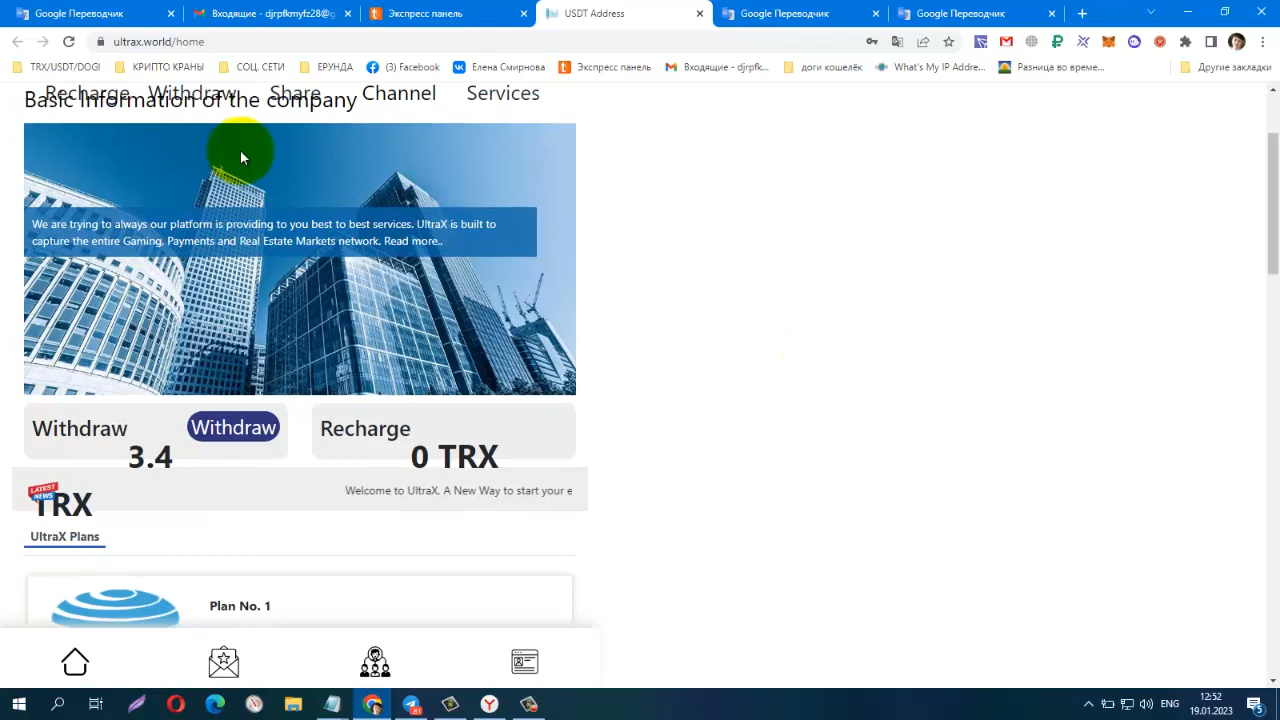 Google Переводчик
Входящие - djrpfkmyfz28@g
Экспресс панель
USDT Address
Google Переводчик
Google Переводчик
ultrax.world/home
TRX/USDT/DOGI
КРИПТО КРАНЫ
СОЦ. СЕТИ
ЕРУНДА
(3) Facebook
Елена Смирнова
Экспресс панель
Входящие - djrpfk...
доги кошелёк
What's My IP Addre...
Разница во време...
Другие закладки
Recharge Withdraw Share Channel Services
Basic Information of the company
We are trying to always our platform is providing to you best to best services. UltraX is built to
capture the entire Gaming, Payments and Real Estate Markets network. Read more..
Withdraw
Withdraw
3.4
TRX
Recharge
0 TRX
LATEST
NEWS
Welcome to UltraX. A New Way to start your e
UltraX Plans
Plan No. 1
81
ENG
12:52
19.01.2023
5